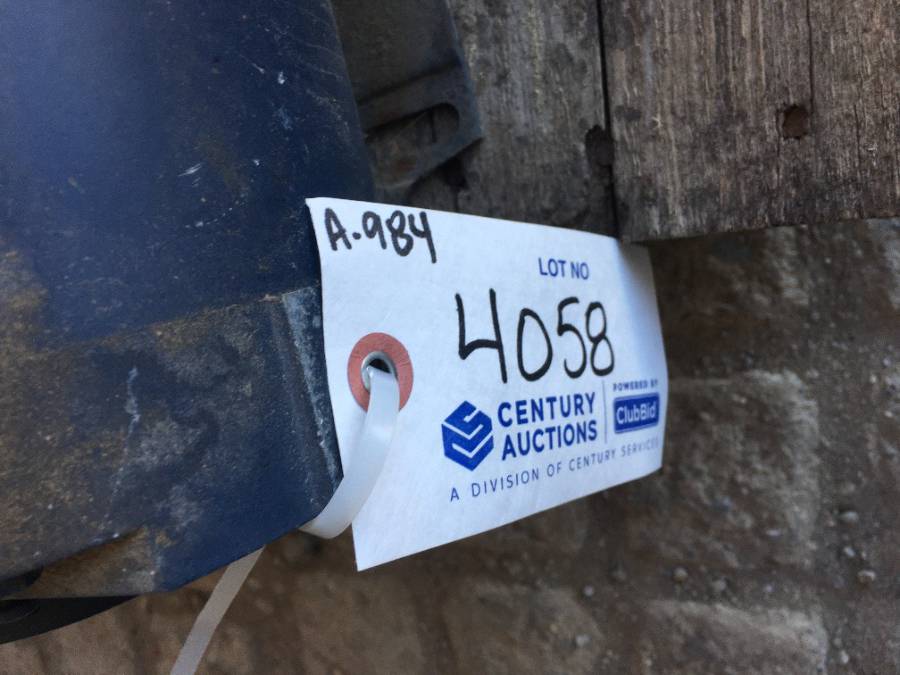 A-984
LOT NO
4058
CENTURY
AUCTIONS
POWERED BY
ClubBid
A DIVISION OF CENTURY SERVICES